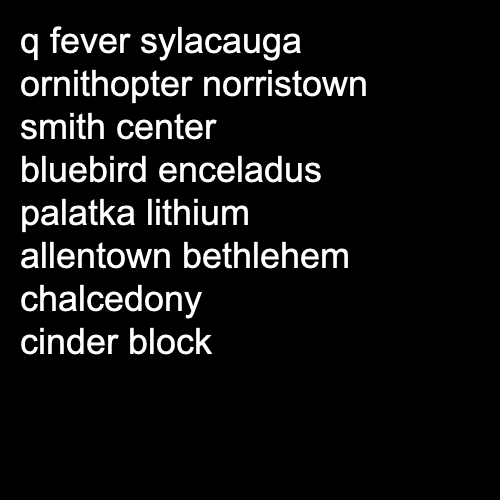 q fever sylacauga
ornithopter norristown
smith center
bluebird enceladus
palatka lithium
allentown bethlehem
chalcedony
cinder block